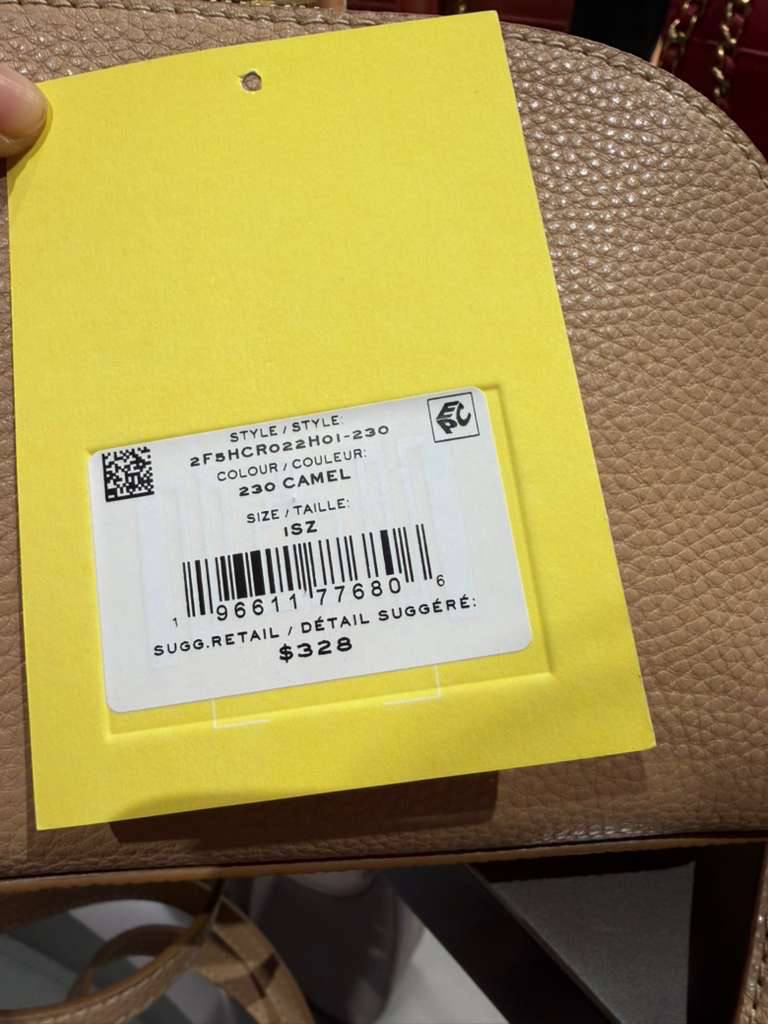 STYLE / STYLE:
2F5HCR022H01-230
COLOUR / COULEUR:
230 CAMEL
SIZE / TAILLE:
1SZ
1 96611 77680 6
SUGG.RETAIL / DÉTAIL SUGGÉRÉ:
$328
EPC